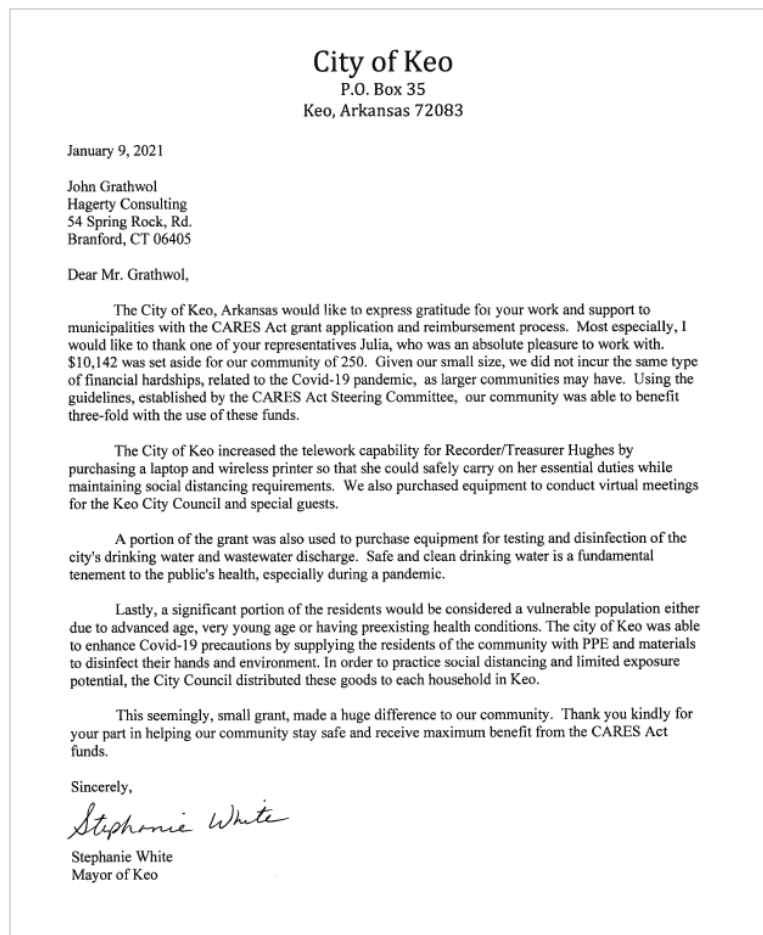 City of Keo
P.O. Box 35
Keo, Arkansas 72083
January 9, 2021
John Grathwol
Hagerty Consulting
54 Spring Rock, Rd.
Branford, CT 06405
Dear Mr. Grathwol,
The City of Keo, Arkansas would like to express gratitude for your work and support to
municipalities with the CARES Act grant application and reimbursement process. Most especially, I
would like to thank one of your representatives Julia, who was an absolute pleasure to work with.
$10,142 was set aside for our community of 250. Given our small size, we did not incur the same type
of financial hardships, related to the Covid-19 pandemic, as larger communities may have. Using the
guidelines, established by the CARES Act Steering Committee, our community was able to benefit
three-fold with the use of these funds.
The City of Keo increased the telework capability for Recorder/Treasurer Hughes by
purchasing a laptop and wireless printer so that she could safely carry on her essential duties while
maintaining social distancing requirements. We also purchased equipment to conduct virtual meetings
for the Keo City Council and special guests.
A portion of the grant was also used to purchase equipment for testing and disinfection of the
city's drinking water and wastewater discharge. Safe and clean drinking water is a fundamental
tenement to the public's health, especially during a pandemic.
Lastly, a significant portion of the residents would be considered a vulnerable population either
due to advanced age, very young age or having preexisting health conditions. The city of Keo was able
to enhance Covid-19 precautions by supplying the residents of the community with PPE and materials
to disinfect their hands and environment. In order to practice social distancing and limited exposure
potential, the City Council distributed these goods to each household in Keo.
This seemingly, small grant, made a huge difference to our community. Thank you kindly for
your part in helping our community stay safe and receive maximum benefit from the CARES Act
funds.
Sincerely,
Stephanie White
Stephanie White
Mayor of Keo